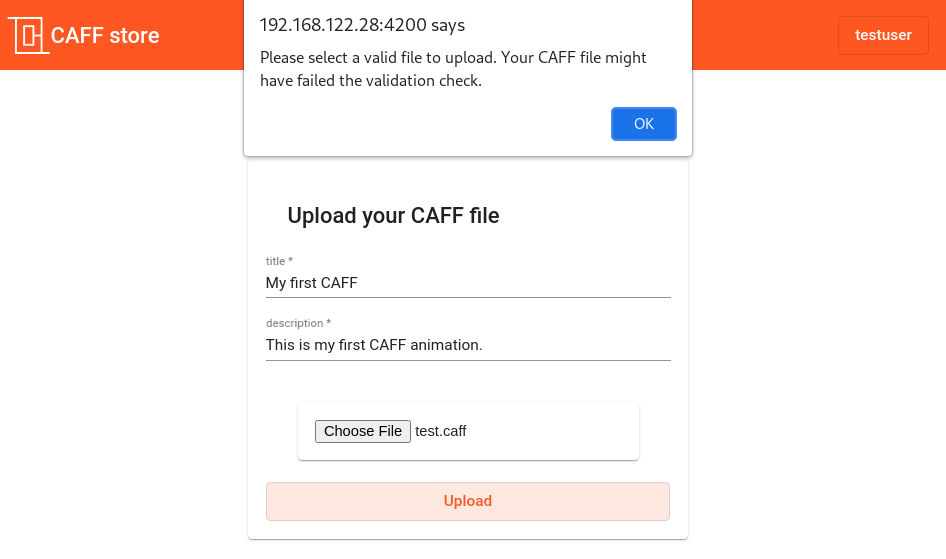 CAFF store
192.168.122.28:4200 says
Please select a valid file to upload. Your CAFF file might
have failed the validation check.
OK
testuser
Upload your CAFF file
title *
My first CAFF
description *
This is my first CAFF animation.
Choose File test.caff
Upload